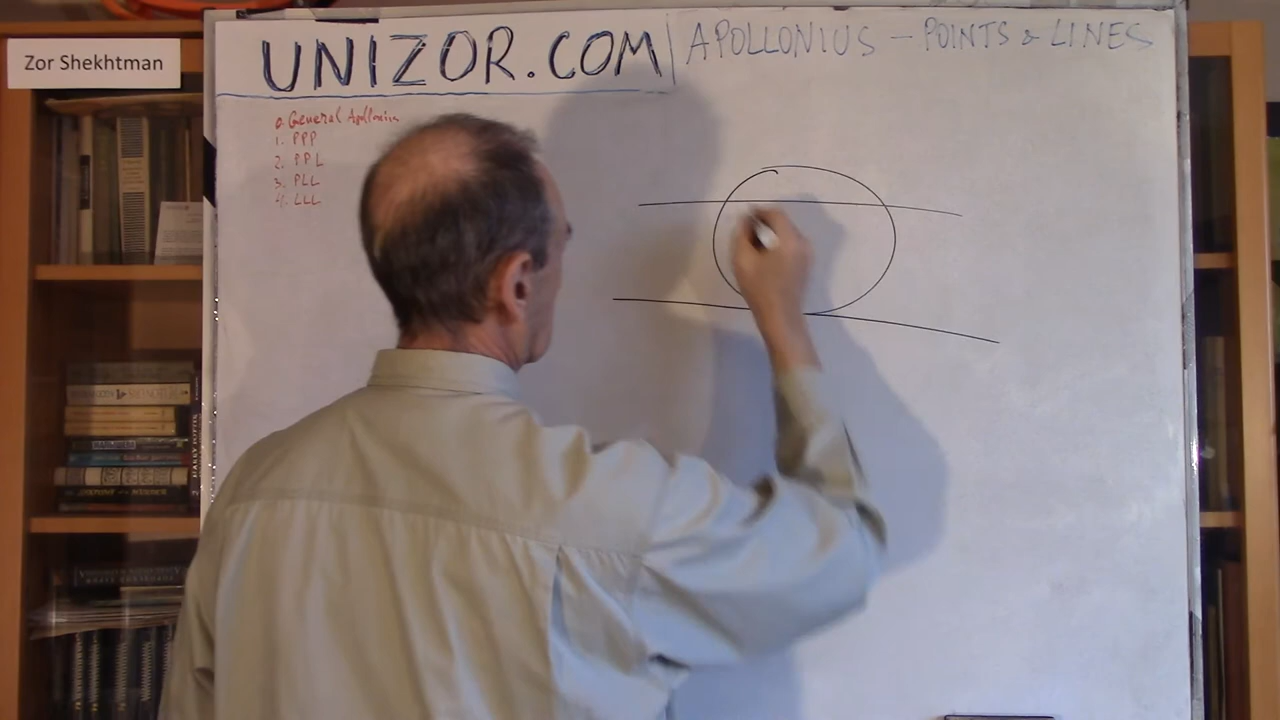 Zor Shekhtman
UNIZOR.COM
APOLLONIUS - POINTS & LINES
0. General Apollonius
1. PPP
2. PPL
3. PLL
4. LLL